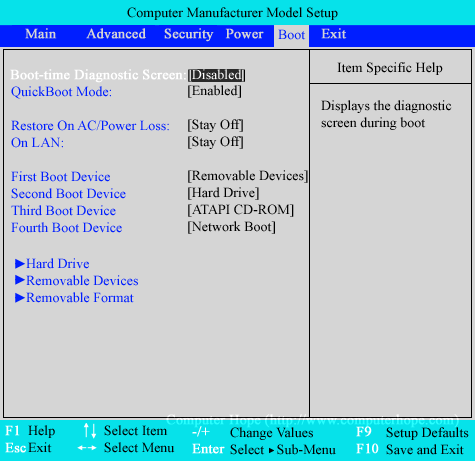 Computer Manufacturer Model Setup
Main Advanced Security Power Boot Exit
Boot-time Diagnostic Screen: [Disabled]
QuickBoot Mode: [Enabled]
Restore On AC/Power Loss: [Stay Off]
On LAN: [Stay Off]
First Boot Device [Removable Devices]
Second Boot Device [Hard Drive]
Third Boot Device [ATAPI CD-ROM]
Fourth Boot Device [Network Boot]
▶Hard Drive
▶Removable Devices
▶Removable Format
Item Specific Help
Displays the diagnostic
screen during boot
Computer Hope (http://www.computerhope.com)
F1 Help ↑↓ Select Item -/+ Change Values F9 Setup Defaults
Esc Exit ←→ Select Menu Enter Select ▸ Sub-Menu F10 Save and Exit